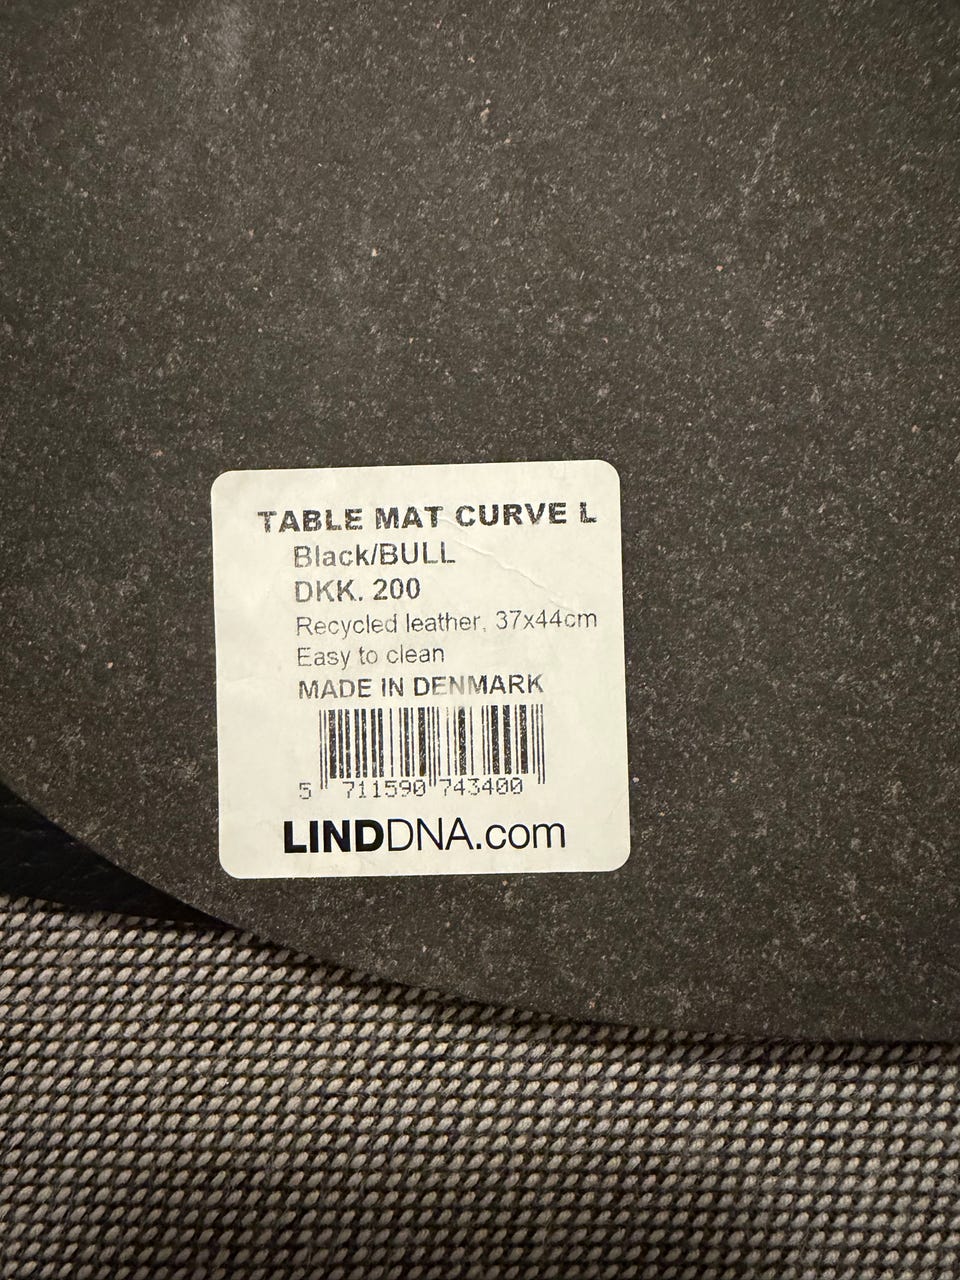 TABLE MAT CURVE L
Black/BULL
DKK. 200
Recycled leather, 37x44cm
Easy to clean
MADE IN DENMARK
5 711590 743400
LINDDNA.com